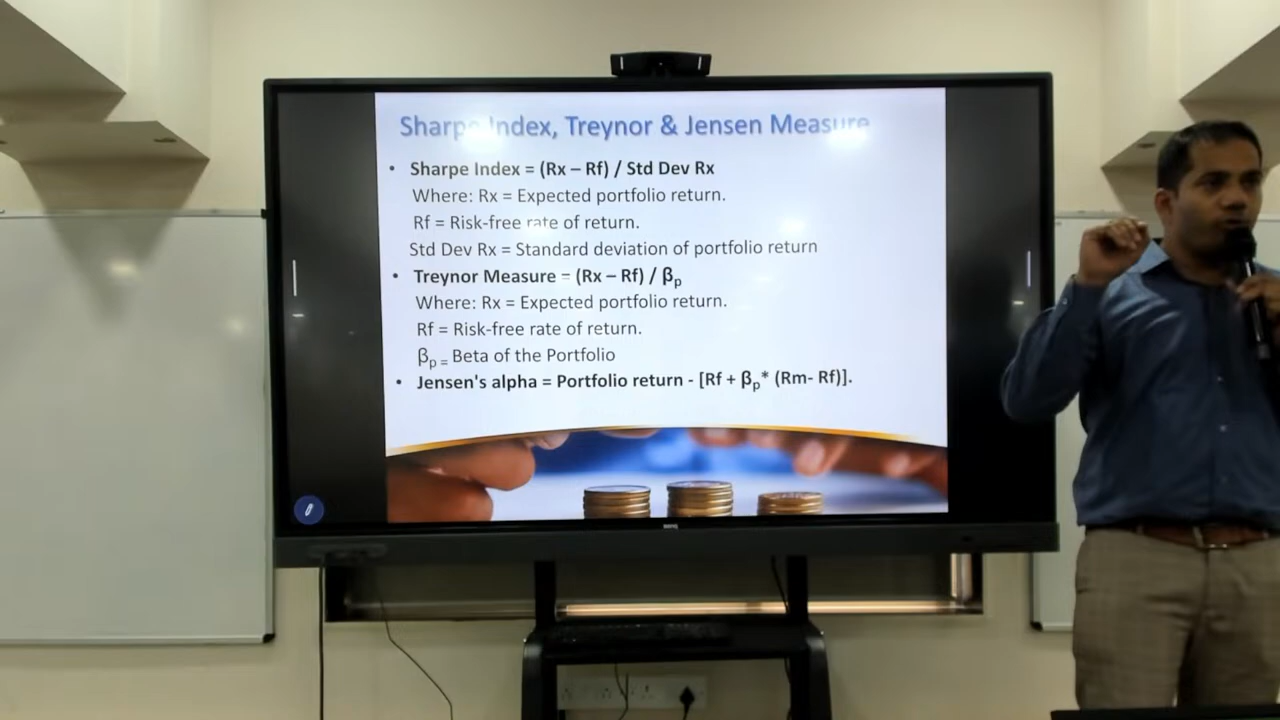 Sharpe Index, Treynor & Jensen Measure
• Sharpe Index = (Rx – Rf) / Std Dev Rx
Where: Rx = Expected portfolio return.
Rf = Risk-free rate of return.
Std Dev Rx = Standard deviation of portfolio return
• Treynor Measure = (Rx – Rf) / βp
Where: Rx = Expected portfolio return.
Rf = Risk-free rate of return.
βp = Beta of the Portfolio
• Jensen's alpha = Portfolio return - [Rf + βp* (Rm- Rf)].